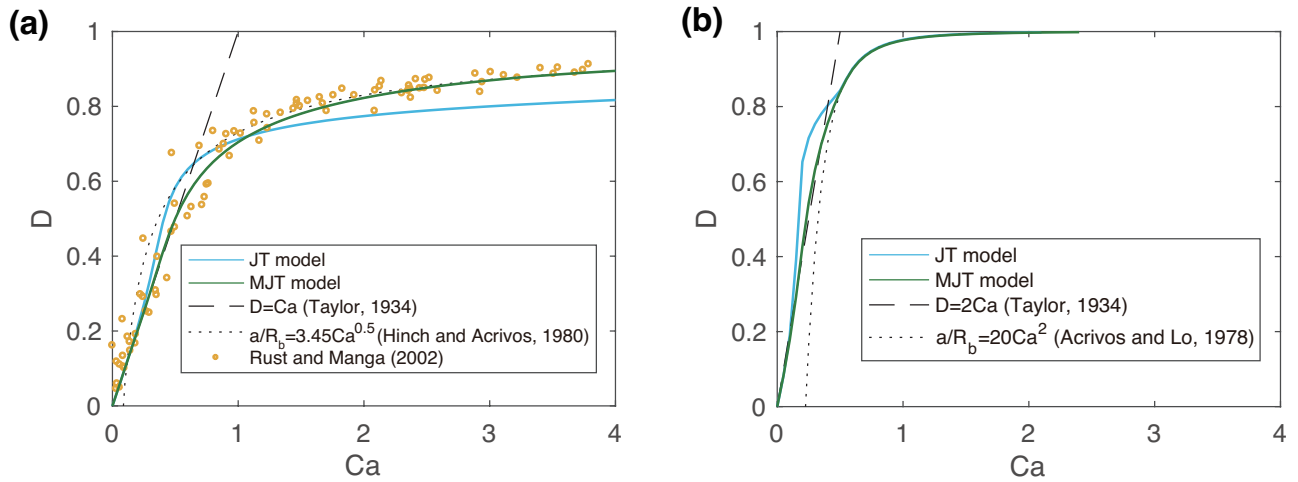 (a)
1
0.8
0.6
0.4
0.2
0
D
0 1 2 3 4
Ca
JT model
MJT model
D=Ca (Taylor, 1934)
a/R_b=3.45Ca^0.5 (Hinch and Acrivos, 1980)
Rust and Manga (2002)
(b)
1
0.8
0.6
0.4
0.2
0
D
0 1 2 3 4
Ca
JT model
MJT model
D=2Ca (Taylor, 1934)
a/R_b=20Ca^2 (Acrivos and Lo, 1978)